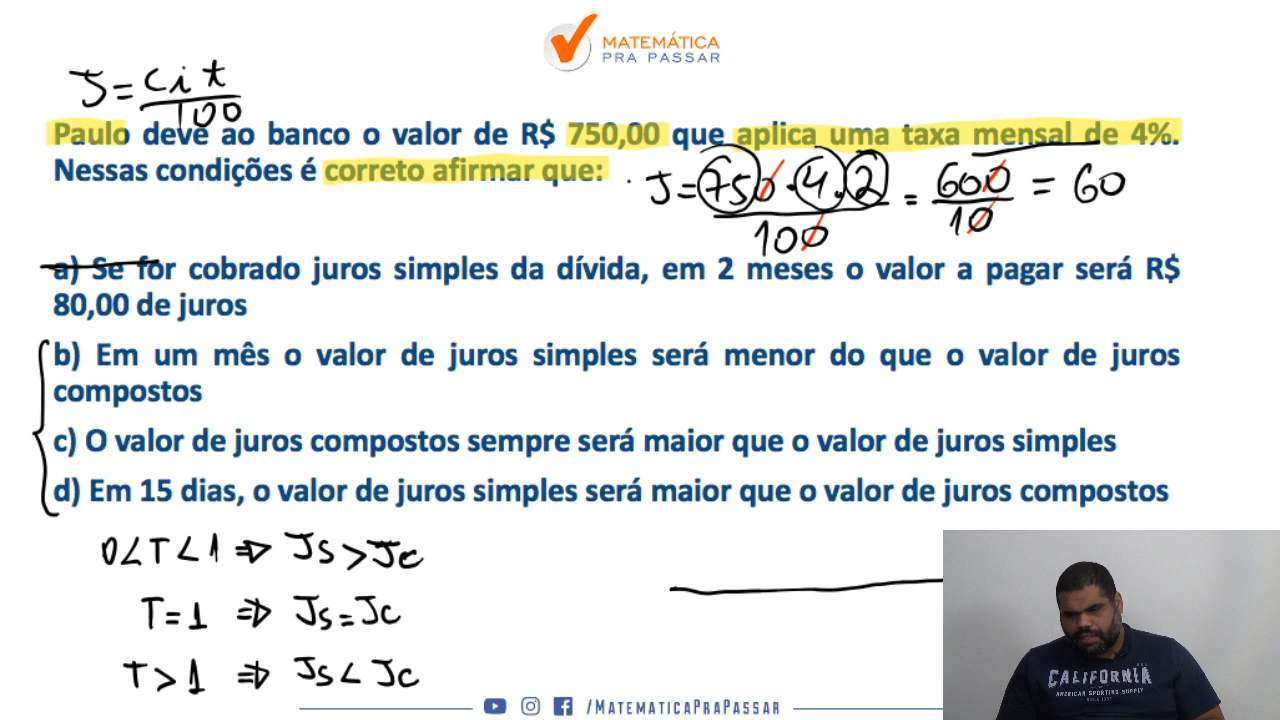 MATEMÁTICA
PRA PASSAR
J = C i t
100
Paulo deve ao banco o valor de R$ 750,00 que aplica uma taxa mensal de 4%.
Nessas condições é correto afirmar que:
J = 750 . 4 . 2 = 600 = 60
100 10
a) Se for cobrado juros simples da dívida, em 2 meses o valor a pagar será R$
80,00 de juros
b) Em um mês o valor de juros simples será menor do que o valor de juros
compostos
c) O valor de juros compostos sempre será maior que o valor de juros simples
d) Em 15 dias, o valor de juros simples será maior que o valor de juros compostos
0 < T < 1 ⇒ JS > JC
T = 1 ⇒ JS = JC
T > 1 ⇒ JS < JC
CALIFORNIA
AMERICAN SPORTING SUPPLY
/MatematicaPraPassar